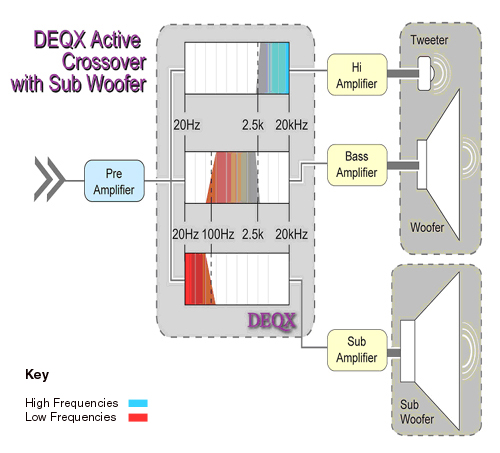 DEQX Active
Crossover
with Sub Woofer
Tweeter
Hi
Amplifier
20Hz 2.5k 20kHz
Pre
Amplifier
Bass
Amplifier
Woofer
20Hz 100Hz 2.5k 20kHz
DEQX
Sub
Amplifier
Sub
Woofer
Key
High Frequencies
Low Frequencies